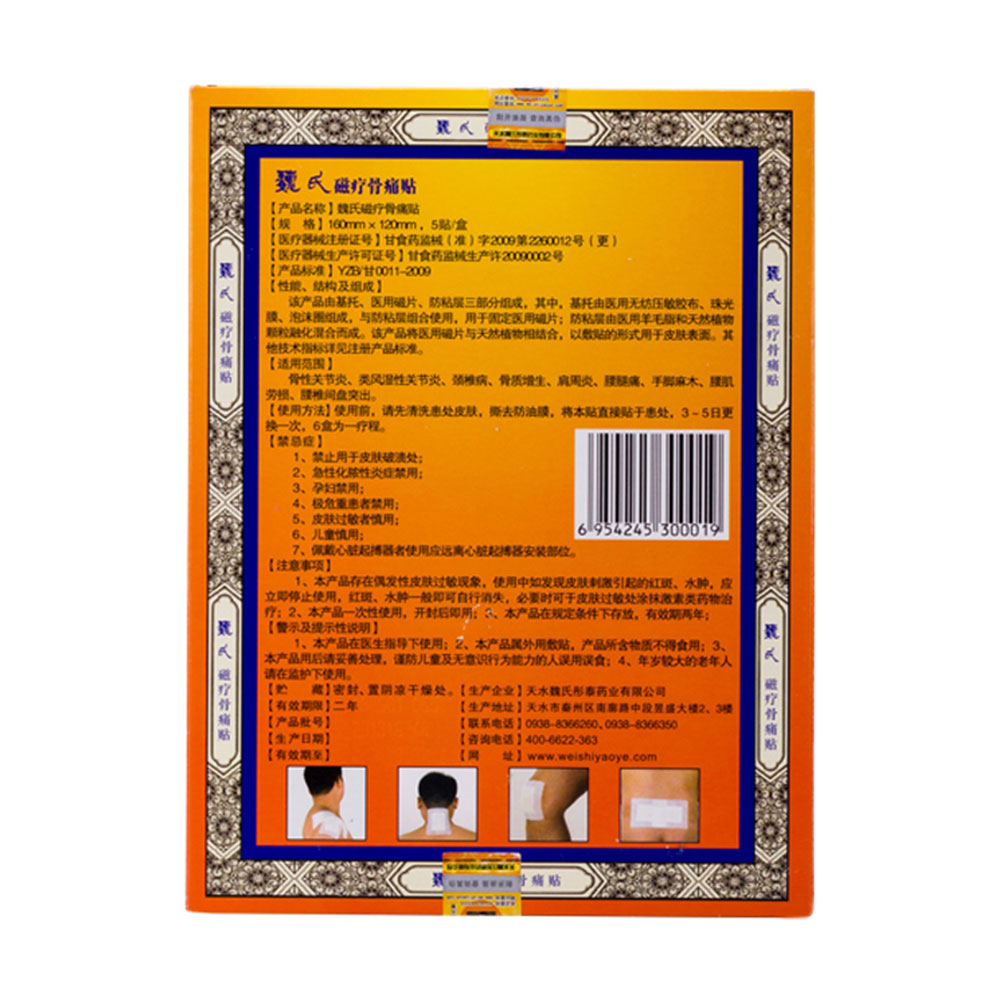 魏氏
魏氏磁疗骨痛贴
【产品名称】魏氏磁疗骨痛贴
【规 格】160mm × 120mm，5贴/盒
【医疗器械注册证号】甘食药监械（准）字2009第2260012号（更）
【医疗器械生产许可证号】甘食药监械生产许20090002号
【产品标准】YZB/甘0011-2009
【性能、结构及组成】
该产品由基托、医用磁片、防粘层三部分组成，其中，基托由医用无纺压敏胶布、珠光
膜、泡沫圈组成，与防粘层组合使用，用于固定医用磁片；防粘层由医用羊毛脂和天然植物
颗粒融化混合而成。该产品将医用磁片与天然植物相结合，以敷贴的形式用于皮肤表面。其
他技术指标详见注册产品标准。
【适用范围】
骨性关节炎、类风湿性关节炎、颈椎病、骨质增生、肩周炎、腰腿痛、手脚麻木、腰肌
劳损、腰椎间盘突出。
【使用方法】使用前，请先清洗患处皮肤，撕去防油膜，将本贴直接贴于患处，3～5日更
换一次，6盒为一疗程。
【禁忌症】
1、禁止用于皮肤破溃处；
2、急性化脓性炎症禁用；
3、孕妇禁用；
4、极危重患者禁用；
5、皮肤过敏者慎用；
6、儿童慎用；
7、佩戴心脏起搏器者使用应远离心脏起搏器安装部位。
6 954245 300019
【注意事项】
1、本产品存在偶发性皮肤过敏现象，使用中如发现皮肤刺激引起的红斑、水肿，应
立即停止使用，红斑、水肿一般即可自行消失，必要时可于皮肤过敏处涂抹激素类药物治
疗；2、本产品一次性使用，开封后即用；3、本产品在规定条件下存放，有效期两年；
【警示及提示性说明】
1、本产品在医生指导下使用；2、本产品属外用敷贴，产品所含物质不得食用；3、
本产品用后请妥善处理，谨防儿童及无意识行为能力的人误用误食；4、年岁较大的老年人
请在监护下使用。
【贮 藏】密封、置阴凉干燥处。
【有效期限】二年
【产品批号】
【生产日期】
【有效期至】
【生产企业】天水魏氏彤泰药业有限公司
【生产地址】天水市秦州区南廓路中段昱盛大楼2、3楼
【联系电话】0938-8366260、0938-8366350
【咨询电话】400-6622-363
【网 址】www.weishiyaoye.com
魏氏
磁疗骨痛贴
魏氏
磁疗骨痛贴
魏氏
磁疗骨痛贴
魏氏
磁疗骨痛贴
骨痛贴